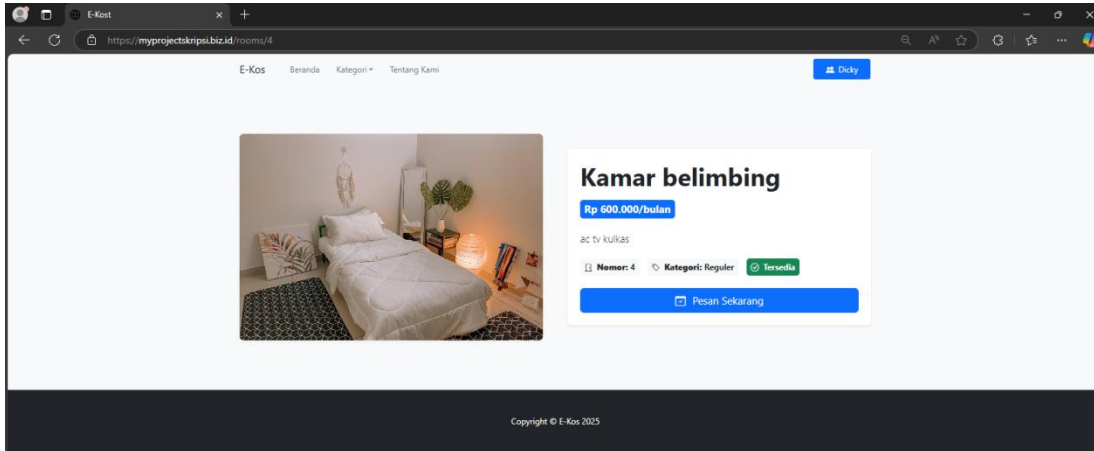 E-Kost
https://myprojectskripsi.biz.id/rooms/4
E-Kos Beranda Kategori Tentang Kami Dicky
Kamar belimbing
Rp 600.000/bulan
ac tv kulkas
Nomor: 4 Kategori: Reguler Tersedia
Pesan Sekarang
Copyright © E-Kos 2025